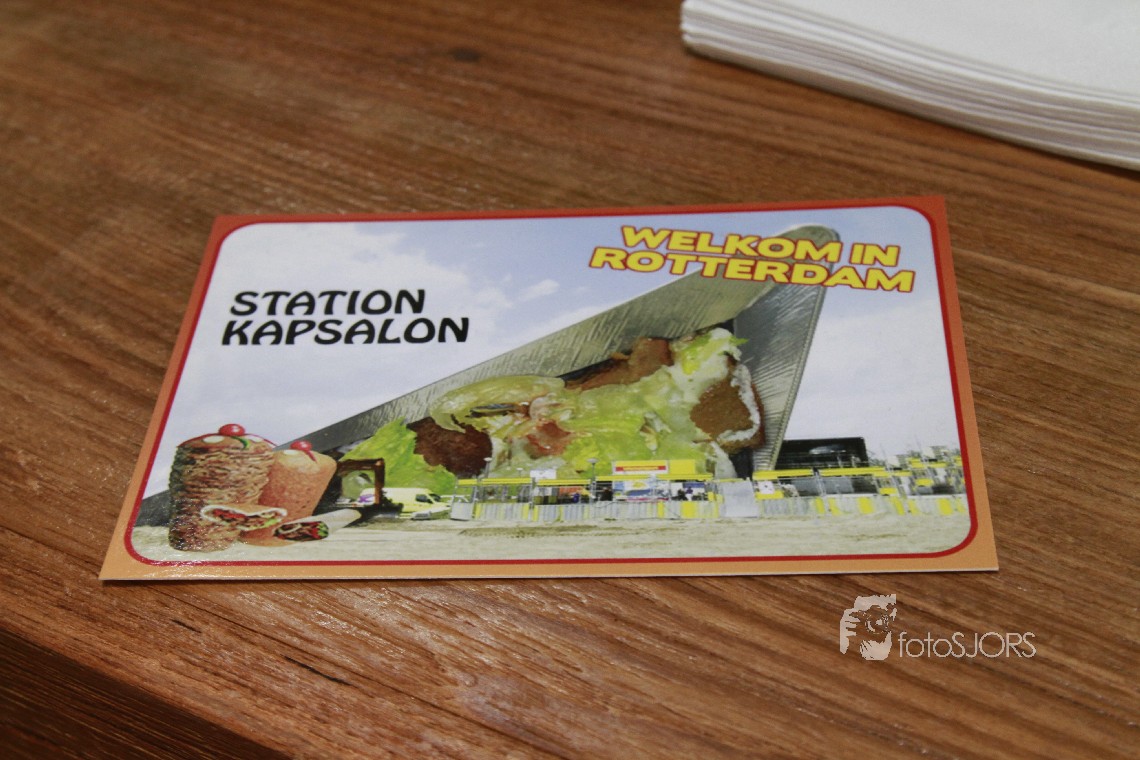 WELKOM IN
ROTTERDAM
STATION
KAPSALON
fotoSJORS